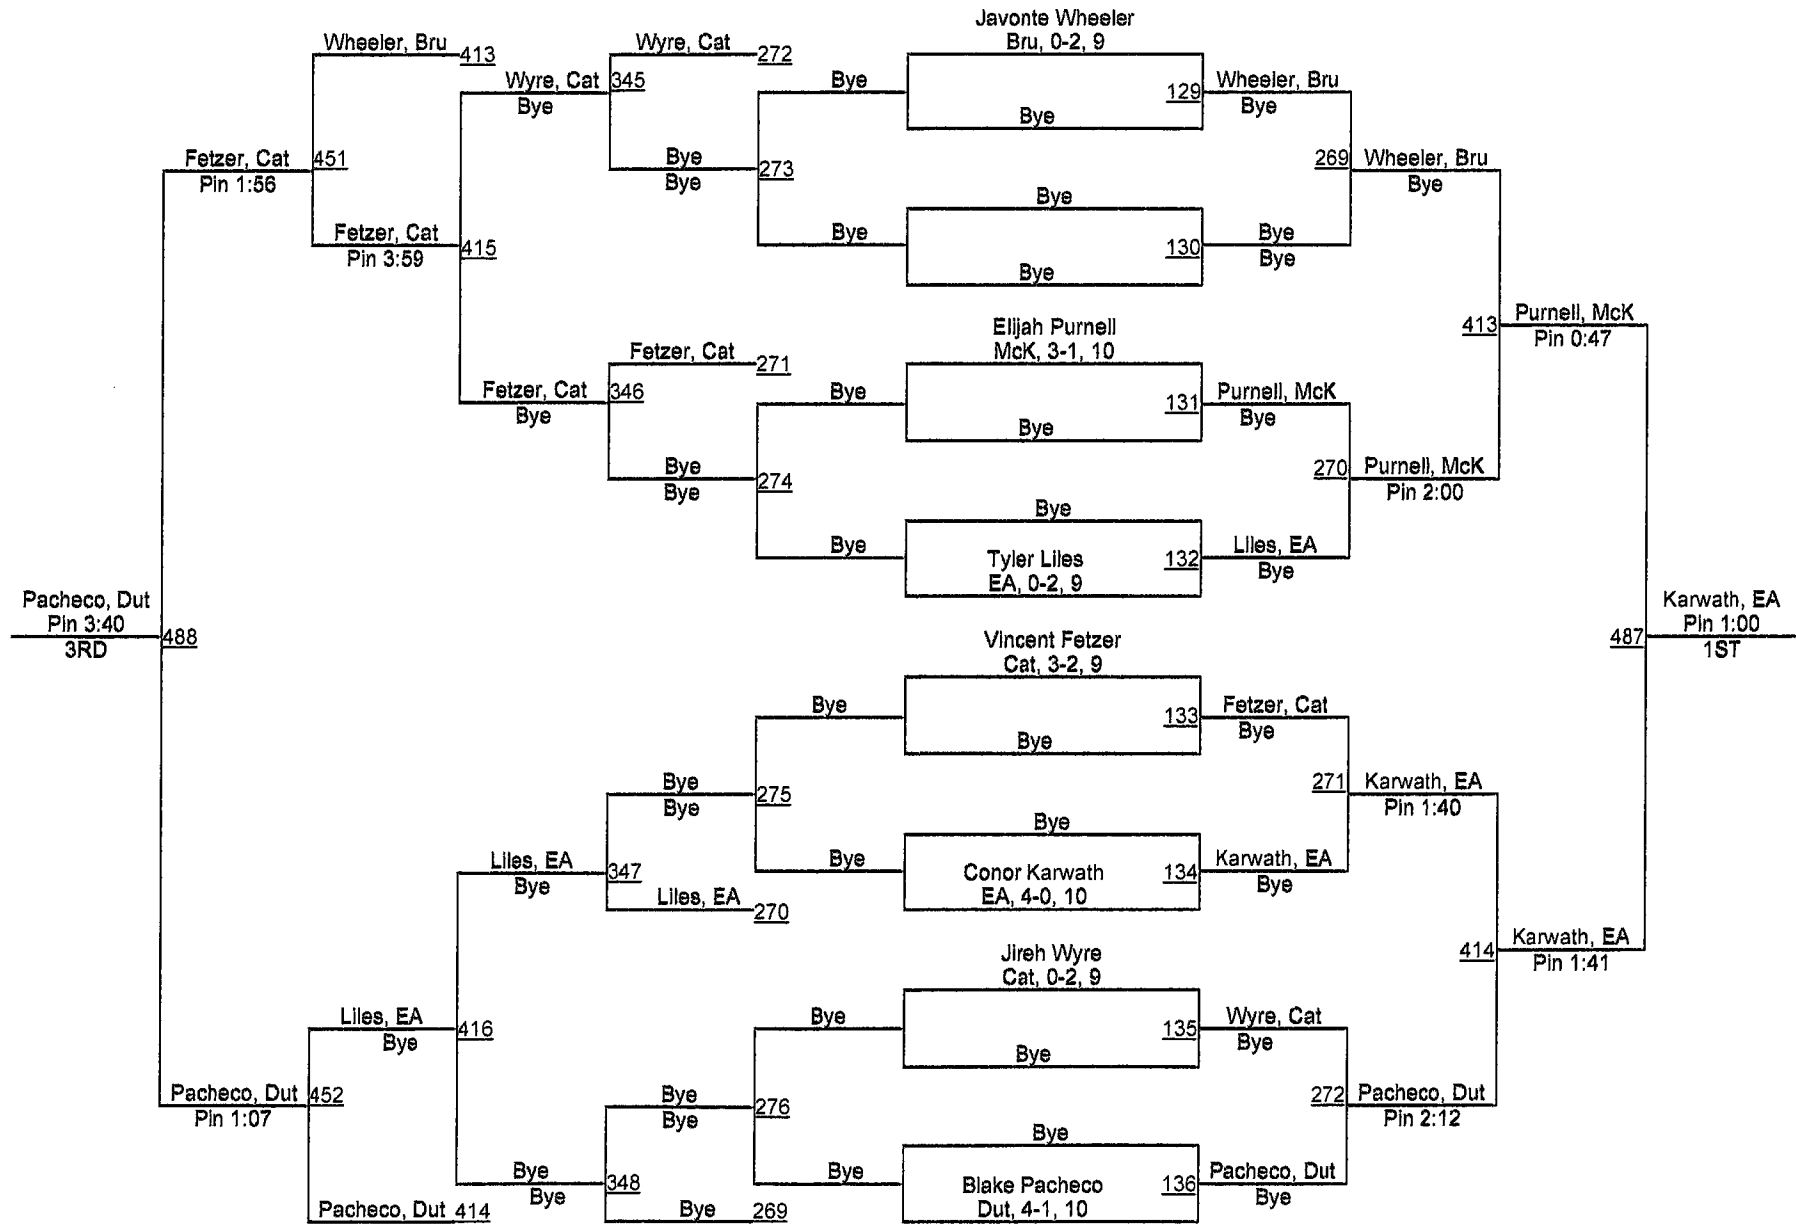 Javonte Wheeler
Wheeler, Bru
413
Wyre, Cat
272
Bru, 0-2, 9
Wyre, Cat
345
Bye
Bye
129
Wheeler, Bru
Bye
Bye
Fetzer, Cat
451
Pin 1:56
Bye
Bye
273
Bye
269
Wheeler, Bru
Bye
Fetzer, Cat
415
Pin 3:59
Bye
130
Bye
Bye
Bye
Elijah Purnell
McK, 3-1, 10
413
Purnell, McK
Pin 0:47
Fetzer, Cat
271
Fetzer, Cat
346
Bye
Bye
131
Purnell, McK
Bye
Bye
Bye
Bye
274
270
Purnell, McK
Pin 2:00
Bye
Bye
Tyler Liles
EA, 0-2, 9
132
Liles, EA
Bye
Pacheco, Dut
Pin 3:40
3RD
488
Karwath, EA
Pin 1:00
1ST
487
Vincent Fetzer
Cat, 3-2, 9
Bye
133
Fetzer, Cat
Bye
Bye
Bye
Bye
275
271
Karwath, EA
Pin 1:40
Bye
Liles, EA
347
Bye
Bye
Conor Karwath
EA, 4-0, 10
134
Karwath, EA
Bye
Liles, EA
270
414
Karwath, EA
Pin 1:41
Jireh Wyre
Cat, 0-2, 9
Liles, EA
416
Bye
Bye
135
Wyre, Cat
Bye
Bye
Pacheco, Dut
452
Pin 1:07
Bye
Bye
276
272
Pacheco, Dut
Pin 2:12
Bye
Bye
348
Bye
Bye
Blake Pacheco
Dut, 4-1, 10
136
Pacheco, Dut
Bye
Pacheco, Dut
414
Bye
269